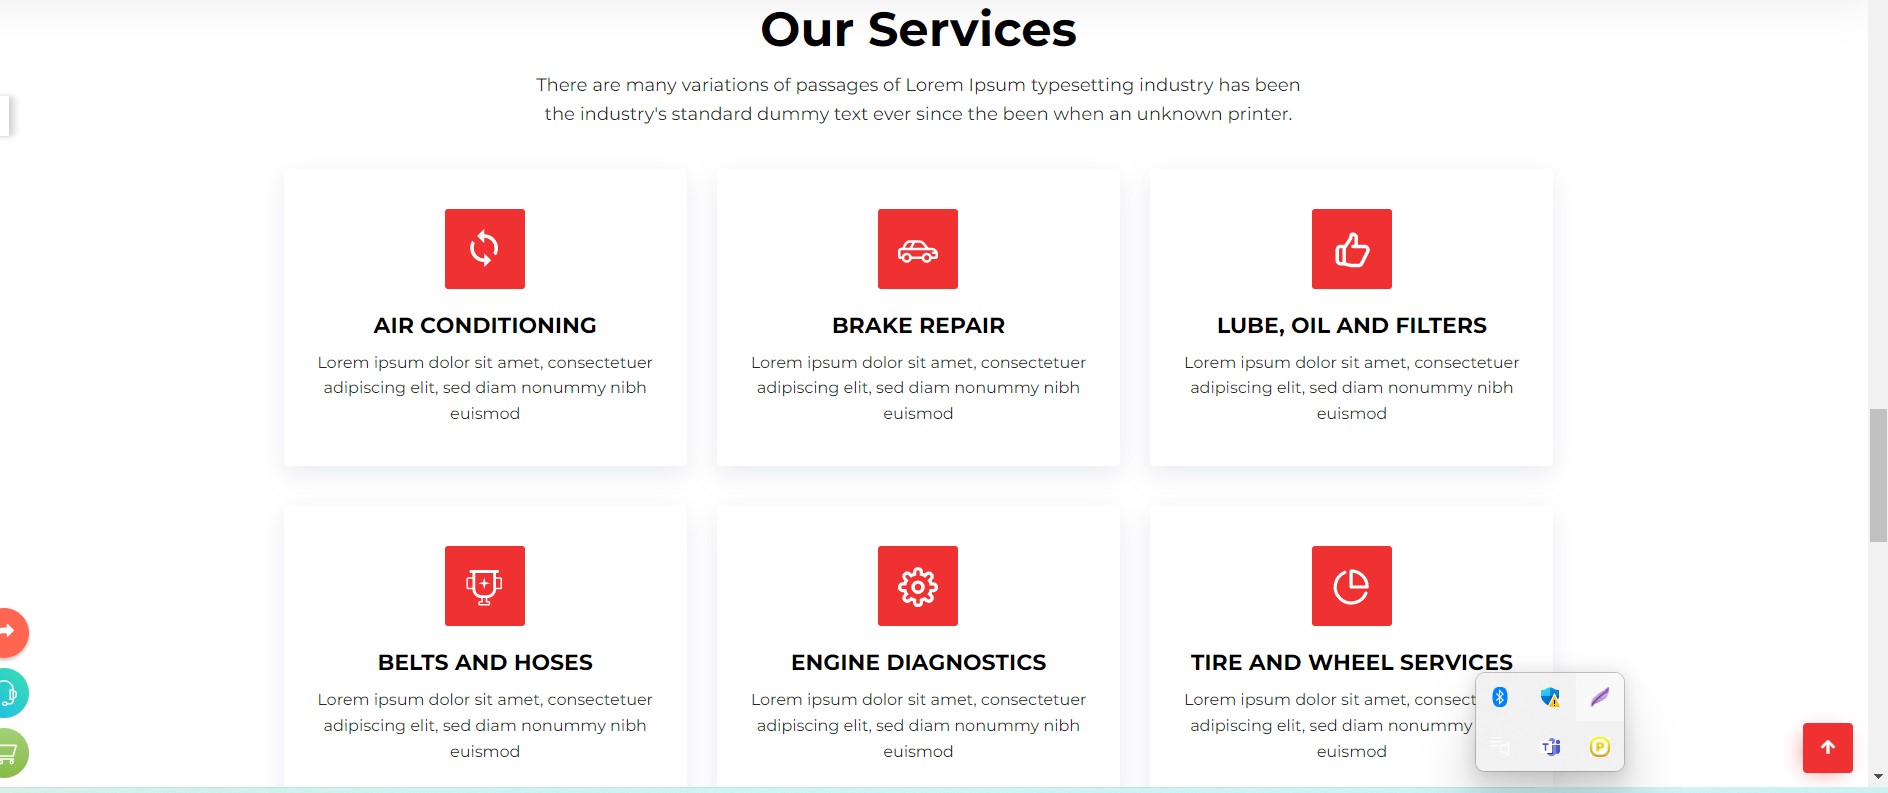 Our Services
There are many variations of passages of Lorem Ipsum typesetting industry has been
the industry's standard dummy text ever since the been when an unknown printer.
AIR CONDITIONING
Lorem ipsum dolor sit amet, consectetuer
adipiscing elit, sed diam nonummy nibh
euismod
BRAKE REPAIR
Lorem ipsum dolor sit amet, consectetuer
adipiscing elit, sed diam nonummy nibh
euismod
LUBE, OIL AND FILTERS
Lorem ipsum dolor sit amet, consectetuer
adipiscing elit, sed diam nonummy nibh
euismod
BELTS AND HOSES
Lorem ipsum dolor sit amet, consectetuer
adipiscing elit, sed diam nonummy nibh
euismod
ENGINE DIAGNOSTICS
Lorem ipsum dolor sit amet, consectetuer
adipiscing elit, sed diam nonummy nibh
euismod
TIRE AND WHEEL SERVICES
Lorem ipsum dolor sit amet, consect
adipiscing elit, sed diam nonummy
euismod